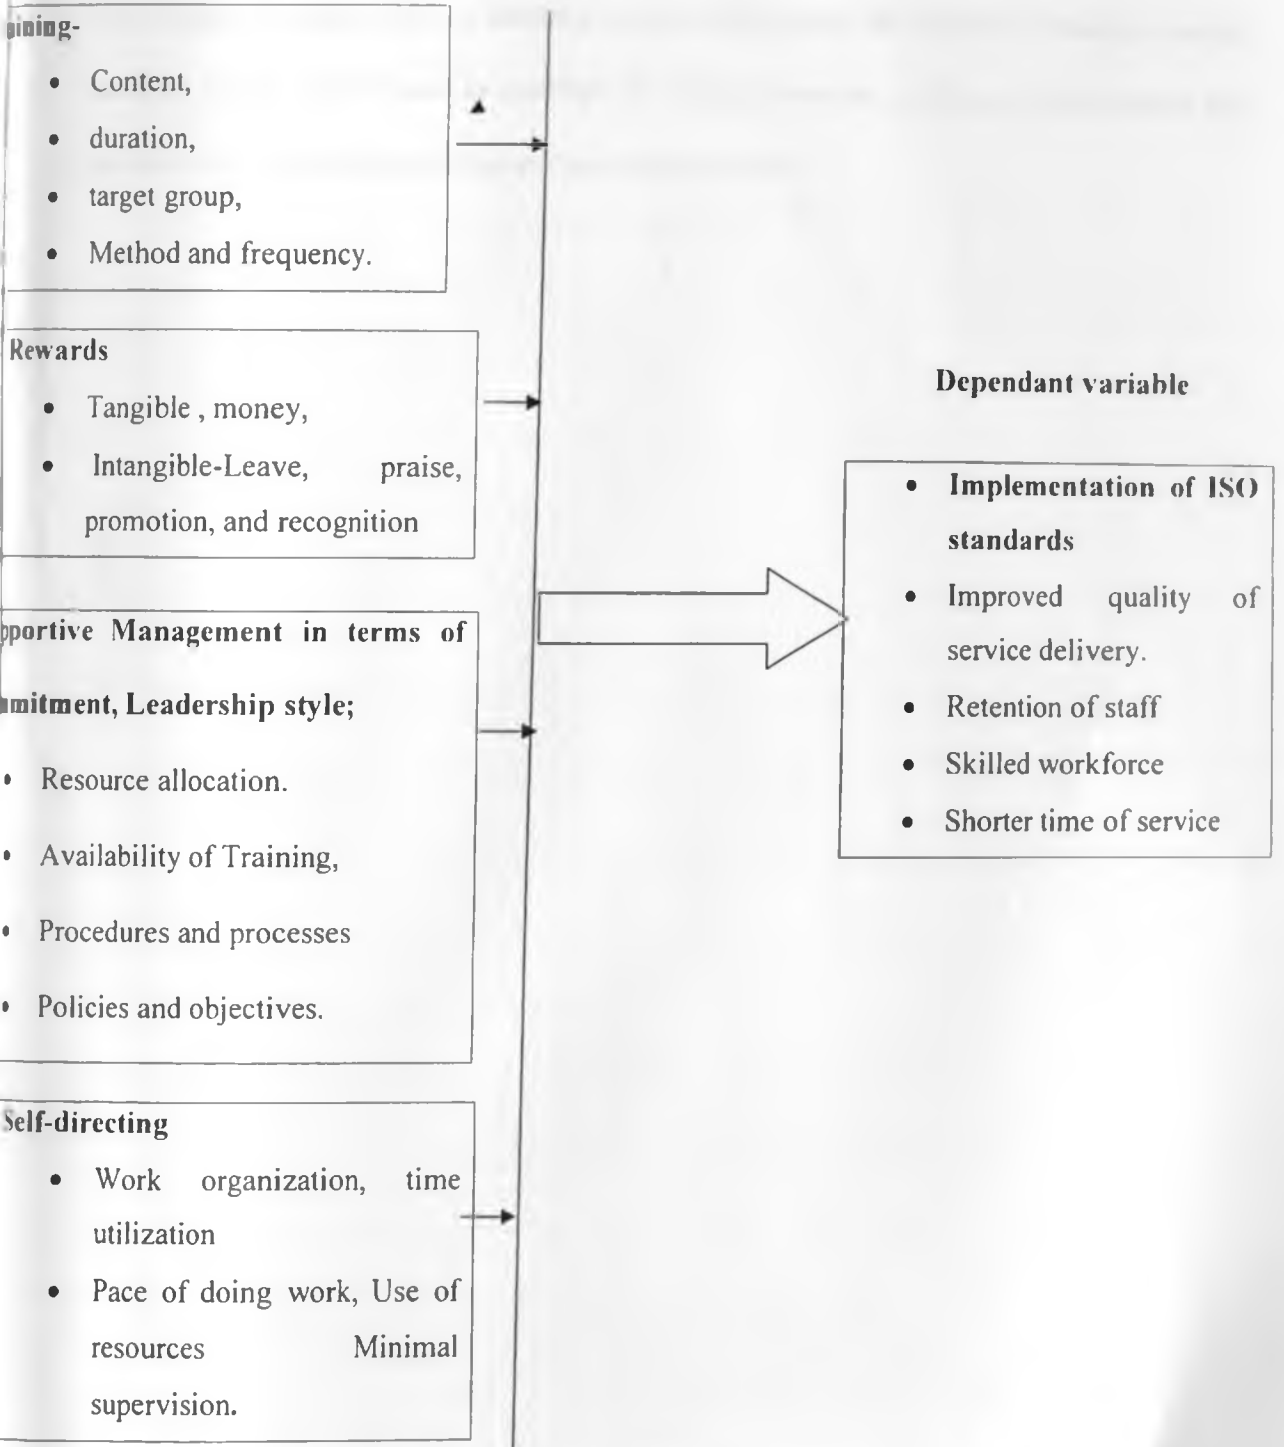 Content,
duration,
target group,
Method and frequency.
Rewards
Tangible , money,
Intangible-Leave, praise,
promotion, and recognition
Management in terms of
Leadership style;
Resource allocation.
Availability of Training,
Procedures and processes
Policies and objectives.
Self-directing
Work organization, time
utilization
Pace of doing work, Use of
resources Minimal
supervision.
Dependant variable
Implementation of ISO
standards
Improved quality of
service delivery.
Retention of staff
Skilled workforce
Shorter time of service